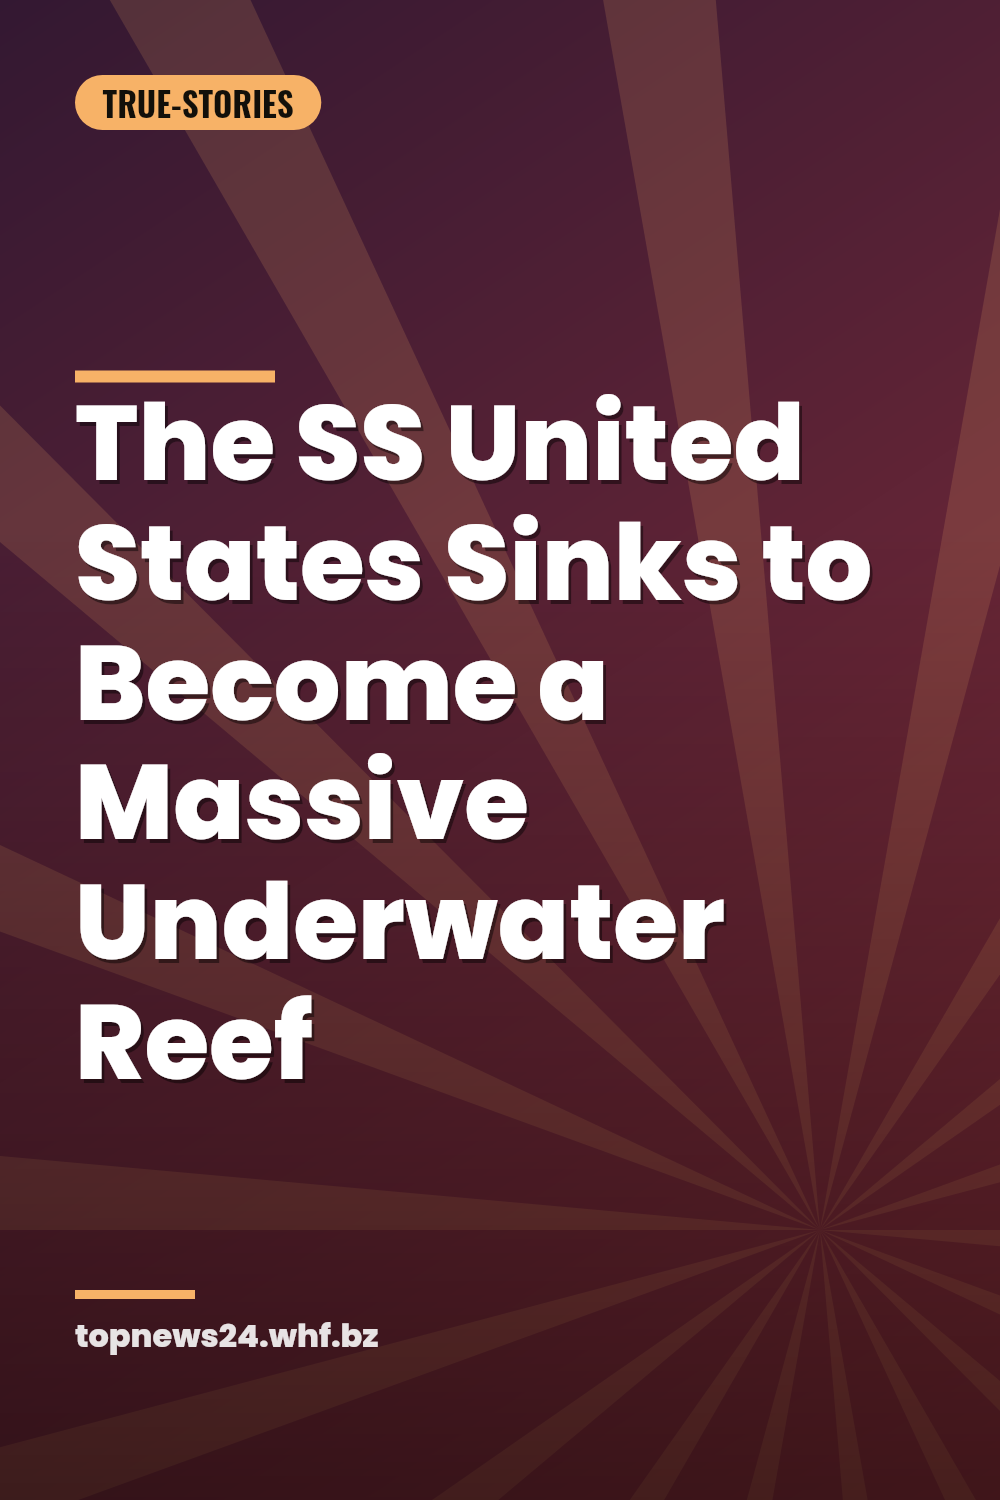 TRUE-STORIES
The SS United
States Sinks to
Become a
Massive
Underwater
Reef
topnews24.whf.bz